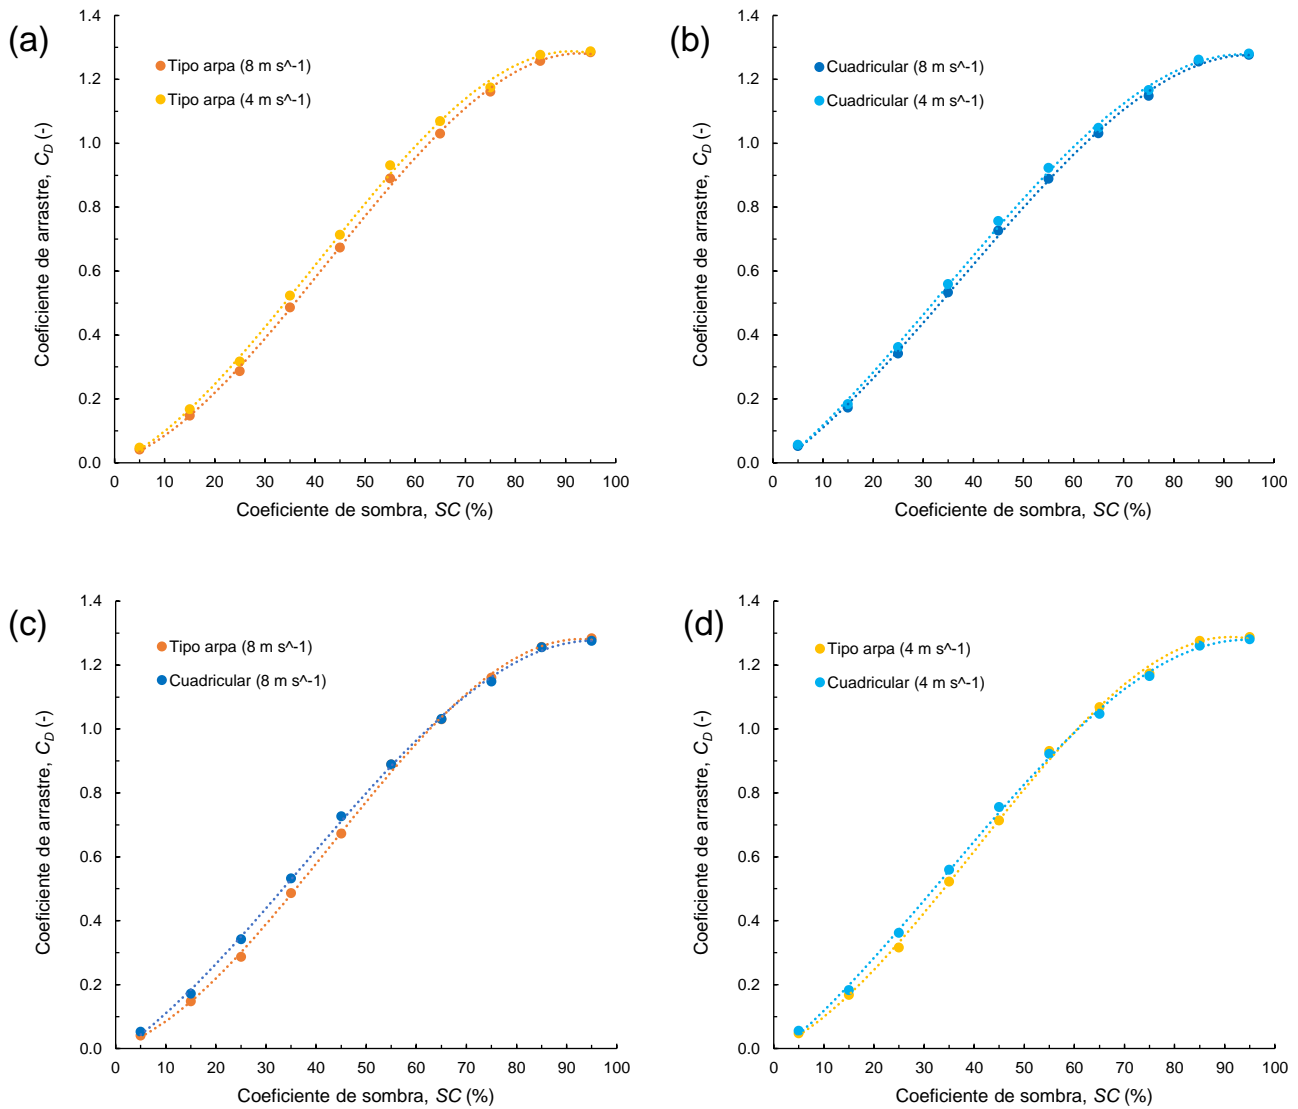 (a)
Tipo arpa (8 m s^-1)
Tipo arpa (4 m s^-1)
Coeficiente de arrastre, C_D (-)
1.4
1.2
1.0
0.8
0.6
0.4
0.2
0.0
0 10 20 30 40 50 60 70 80 90 100
Coeficiente de sombra, SC (%)
(b)
Cuadricular (8 m s^-1)
Cuadricular (4 m s^-1)
Coeficiente de arrastre, C_D (-)
1.4
1.2
1.0
0.8
0.6
0.4
0.2
0.0
0 10 20 30 40 50 60 70 80 90 100
Coeficiente de sombra, SC (%)
(c)
Tipo arpa (8 m s^-1)
Cuadricular (8 m s^-1)
Coeficiente de arrastre, C_D (-)
1.4
1.2
1.0
0.8
0.6
0.4
0.2
0.0
0 10 20 30 40 50 60 70 80 90 100
Coeficiente de sombra, SC (%)
(d)
Tipo arpa (4 m s^-1)
Cuadricular (4 m s^-1)
Coeficiente de arrastre, C_D (-)
1.4
1.2
1.0
0.8
0.6
0.4
0.2
0.0
0 10 20 30 40 50 60 70 80 90 100
Coeficiente de sombra, SC (%)